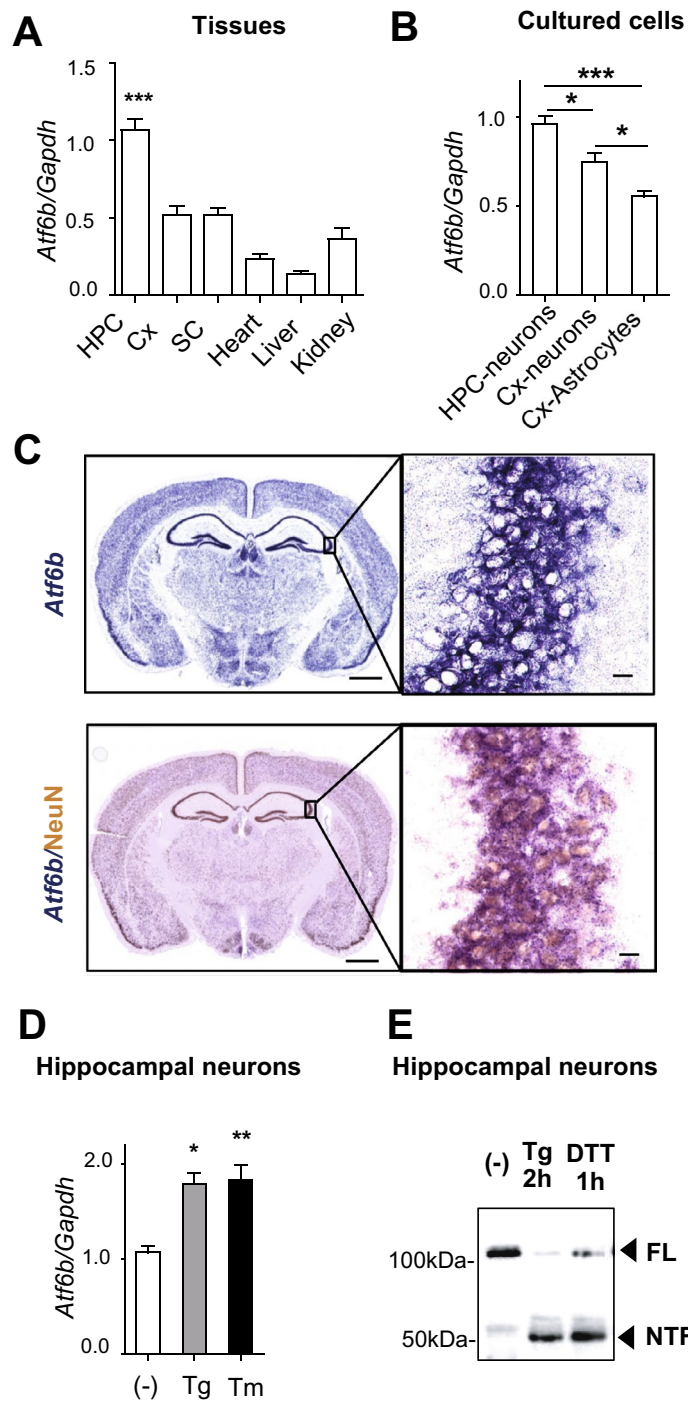 A
Tissues
Atf6b/Gapdh
1.5
1.0
0.5
0.0
***
HPC
Cx
SC
Heart
Liver
Kidney
B
Cultured cells
Atf6b/Gapdh
1.0
0.5
0.0
***
*
*
HPC-neurons
Cx-neurons
Cx-Astrocytes
C
Atf6b
Atf6b/NeuN
D
Hippocampal neurons
Atf6b/Gapdh
2.0
1.0
0.0
*
**
(-)
Tg
Tm
E
Hippocampal neurons
(-) Tg DTT
2h 1h
100kDa-
FL
50kDa-
NTF